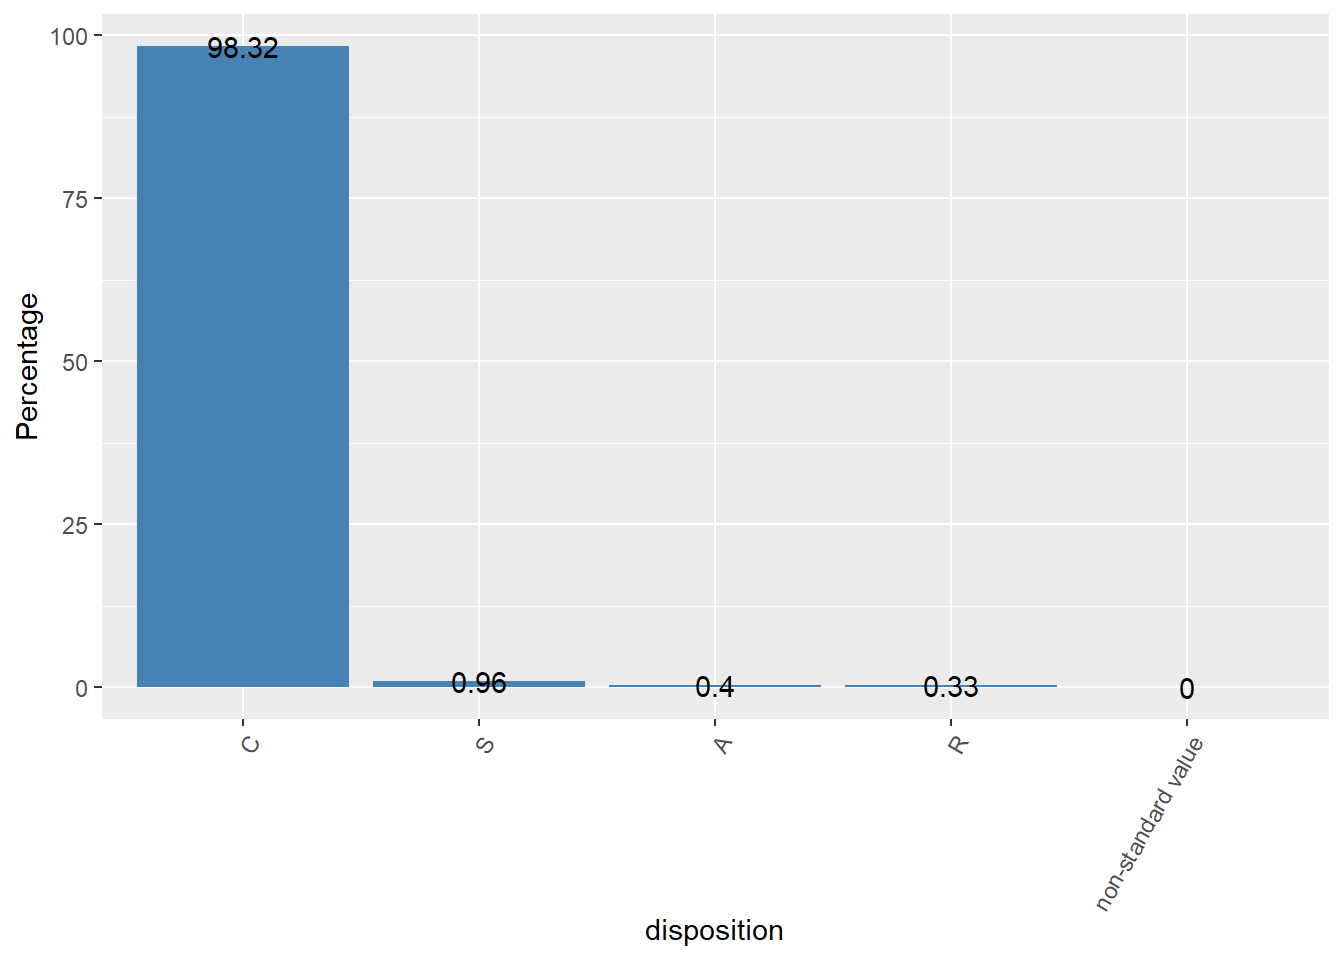 100
75
50
25
0
Percentage
98.32
0.96
0.4
0.33
0
C
S
A
R
non-standard value
disposition